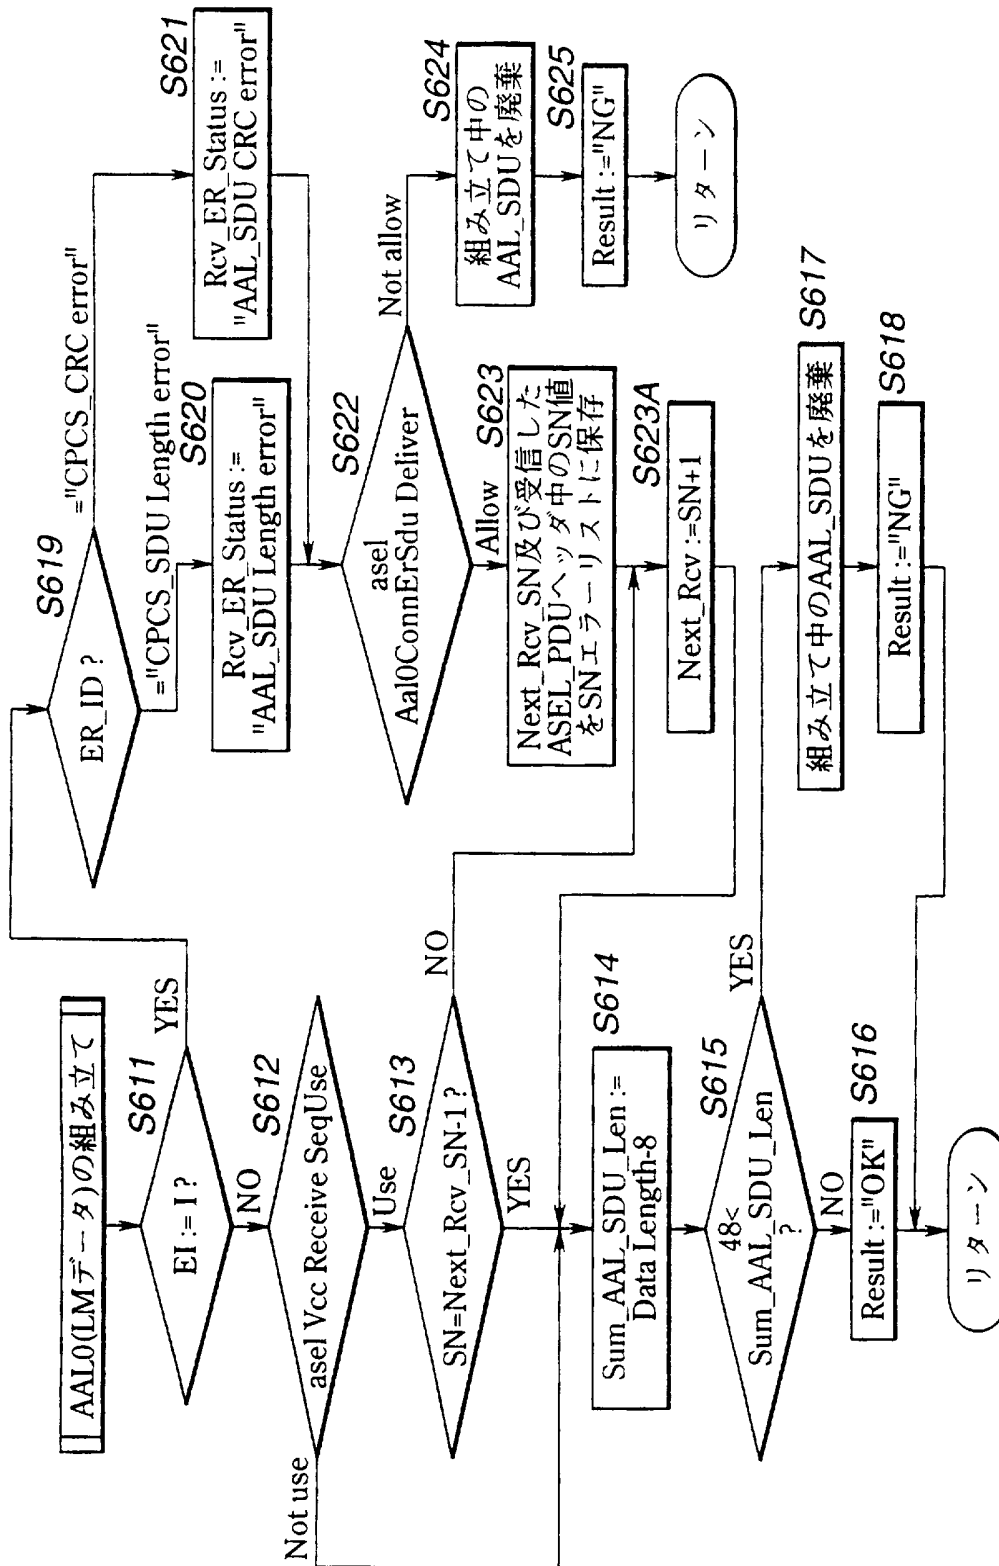 AAL0(LMデータ)の組み立て
S611
EI := I ?
YES
NO
S612
asel Vcc Receive SeqUse
Not use
Use
S613
SN=Next_Rcv_SN-1 ?
NO
YES
S614
Sum_AAL_SDU_Len :=
Data Length-8
S615
48<
Sum_AAL_SDU_Len
?
YES
NO
S616
Result :="OK"
リターン
S619
ER_ID ?
="CPCS_CRC error"
="CPCS_SDU Length error"
S620
Rcv_ER_Status :=
"AAL_SDU Length error"
S621
Rcv_ER_Status :=
"AAL_SDU CRC error"
S622
asel
Aal0ConnErSdu Deliver
Not allow
Allow
S623
Next_Rcv_SN及び受信した
ASEL_PDUヘッダ中のSN値
をSNエラーリストに保存
S623A
Next_Rcv :=SN+1
S624
組み立て中の
AAL_SDUを廃棄
S625
Result :="NG"
リターン
S617
組み立て中のAAL_SDUを廃棄
S618
Result :="NG"